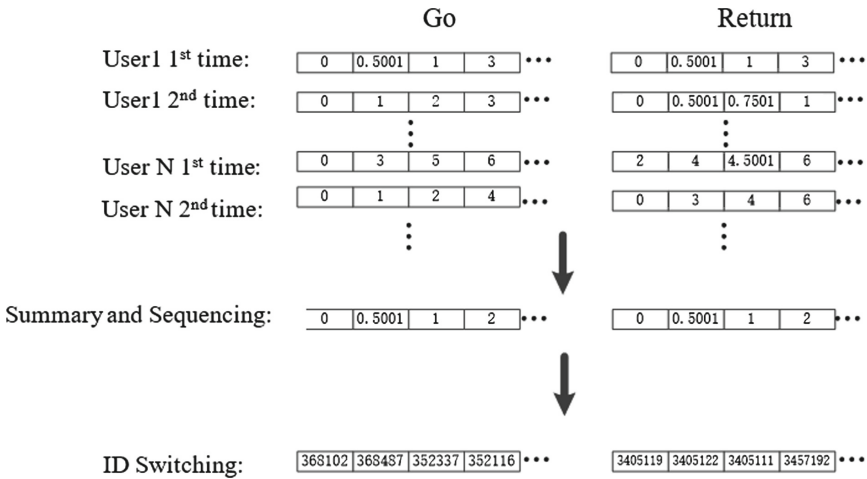 Go Return
User1 1st time: 0 0.5001 1 3 ••• 0 0.5001 1 3 •••
User1 2nd time: 0 1 2 3 ••• 0 0.5001 0.7501 1 •••
User N 1st time: 0 3 5 6 ••• 2 4 4.5001 6 •••
User N 2nd time: 0 1 2 4 ••• 0 3 4 6 •••
Summary and Sequencing: 0 0.5001 1 2 ••• 0 0.5001 1 2 •••
ID Switching: 368102 368487 352337 352116 ••• 3405119 3405122 3405111 3457192 •••